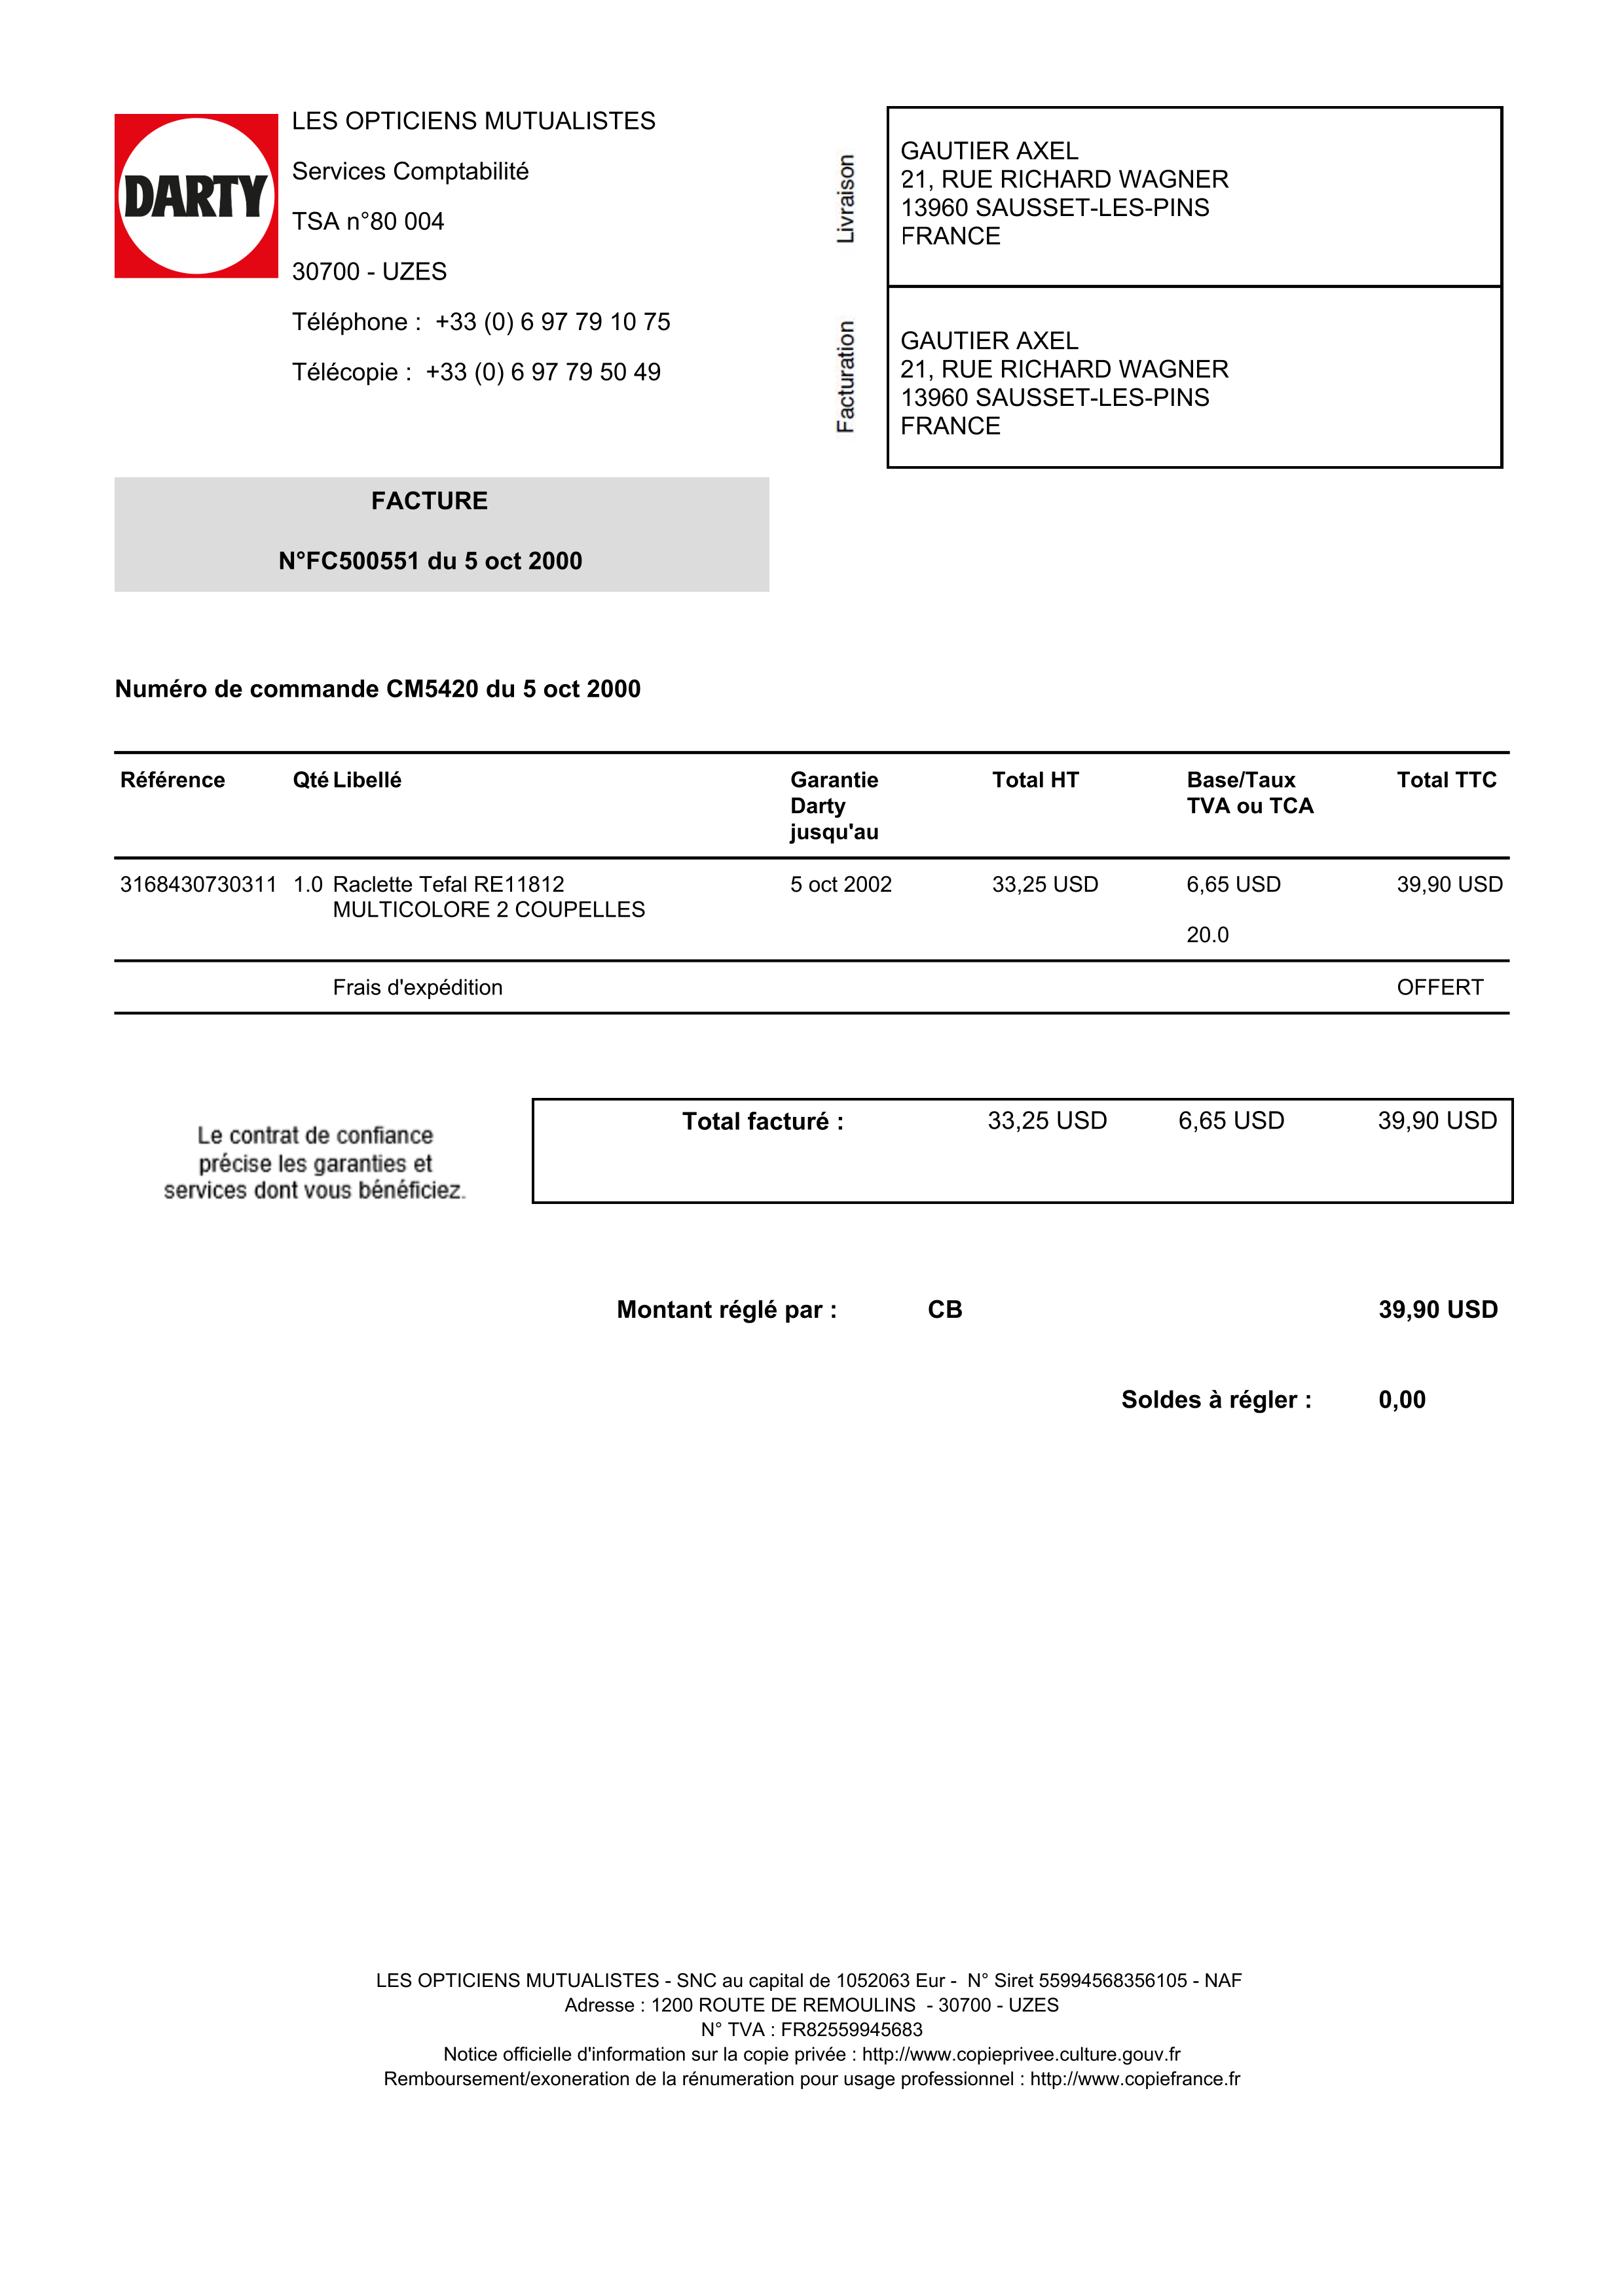 DARTY
LES OPTICIENS MUTUALISTES
Services Comptabilité
TSA n°80 004
30700 - UZES
Téléphone : +33 (0) 6 97 79 10 75
Télécopie : +33 (0) 6 97 79 50 49
Livraison
GAUTIER AXEL
21, RUE RICHARD WAGNER
13960 SAUSSET-LES-PINS
FRANCE
Facturation
GAUTIER AXEL
21, RUE RICHARD WAGNER
13960 SAUSSET-LES-PINS
FRANCE
FACTURE
N°FC500551 du 5 oct 2000
Numéro de commande CM5420 du 5 oct 2000
Référence Qté Libellé Garantie Total HT Base/Taux Total TTC
Darty TVA ou TCA
jusqu'au
3168430730311 1.0 Raclette Tefal RE11812 5 oct 2002 33,25 USD 6,65 USD 39,90 USD
MULTICOLORE 2 COUPELLES
20.0
Frais d'expédition OFFERT
Le contrat de confiance
précise les garanties et
services dont vous bénéficiez.
Total facturé : 33,25 USD 6,65 USD 39,90 USD
Montant réglé par : CB 39,90 USD
Soldes à régler : 0,00
LES OPTICIENS MUTUALISTES - SNC au capital de 1052063 Eur - N° Siret 55994568356105 - NAF
Adresse : 1200 ROUTE DE REMOULINS - 30700 - UZES
N° TVA : FR82559945683
Notice officielle d'information sur la copie privée : http://www.copieprivee.culture.gouv.fr
Remboursement/exoneration de la rénumeration pour usage professionnel : http://www.copiefrance.fr